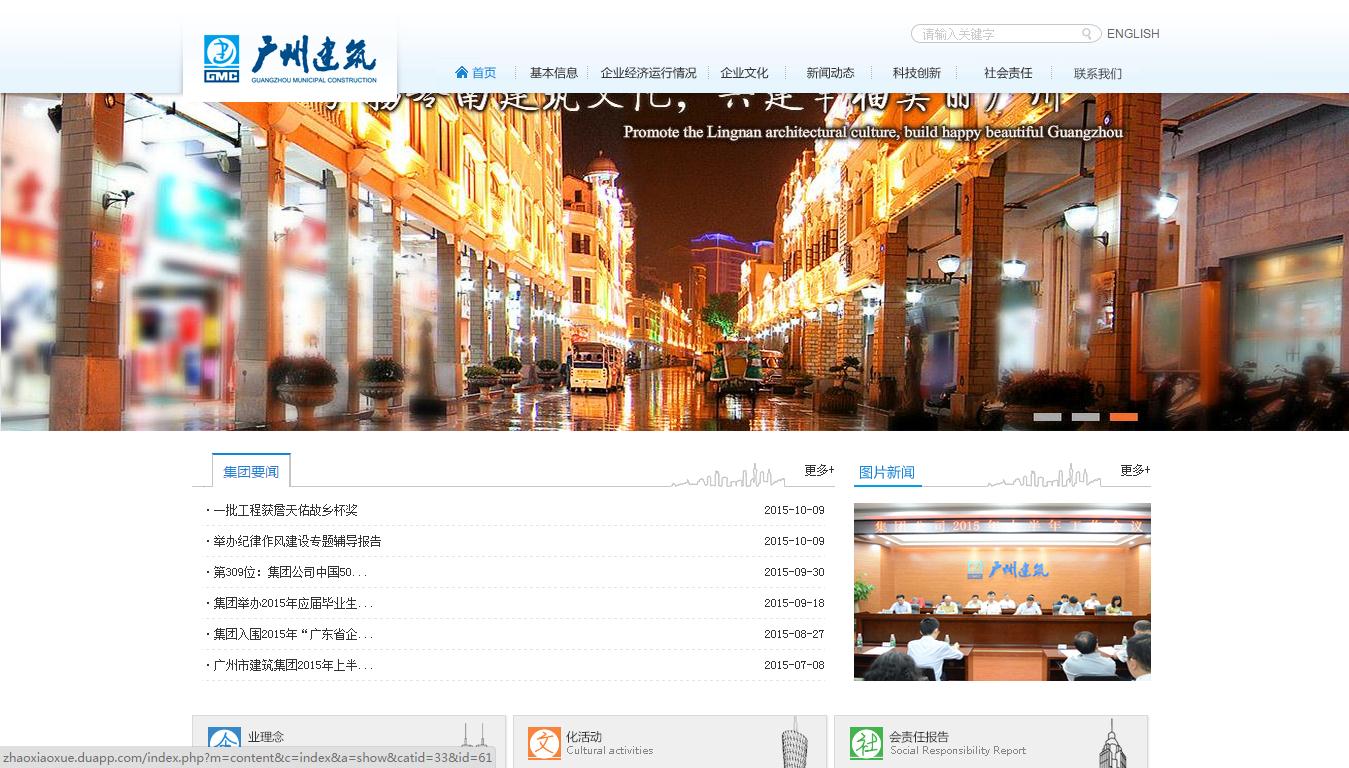 请输入关键字
ENGLISH
GMC
广州建筑
GUANGZHOU MUNICIPAL CONSTRUCTION
首页
基本信息
企业经济运行情况
企业文化
新闻动态
科技创新
社会责任
联系我们
岭南建筑文化，共建幸福美丽广州
Promote the Lingnan architectural culture, build happy beautiful Guangzhou
集团要闻
更多+
· 一批工程获詹天佑故乡杯奖 2015-10-09
· 举办纪律作风建设专题辅导报告 2015-10-09
· 第309位：集团公司中国50... 2015-09-30
· 集团举办2015年应届毕业生... 2015-09-18
· 集团入围2015年“广东省企... 2015-08-27
· 广州市建筑集团2015年上半... 2015-07-08
图片新闻
更多+
集团公司2015年上半年工作会议
广州建筑
企
业理念
文
化活动
Cultural activities
社
会责任报告
Social Responsibility Report
zhaoxiaoxue.duapp.com/index.php?m=content&c=index&a=show&catid=33&id=61